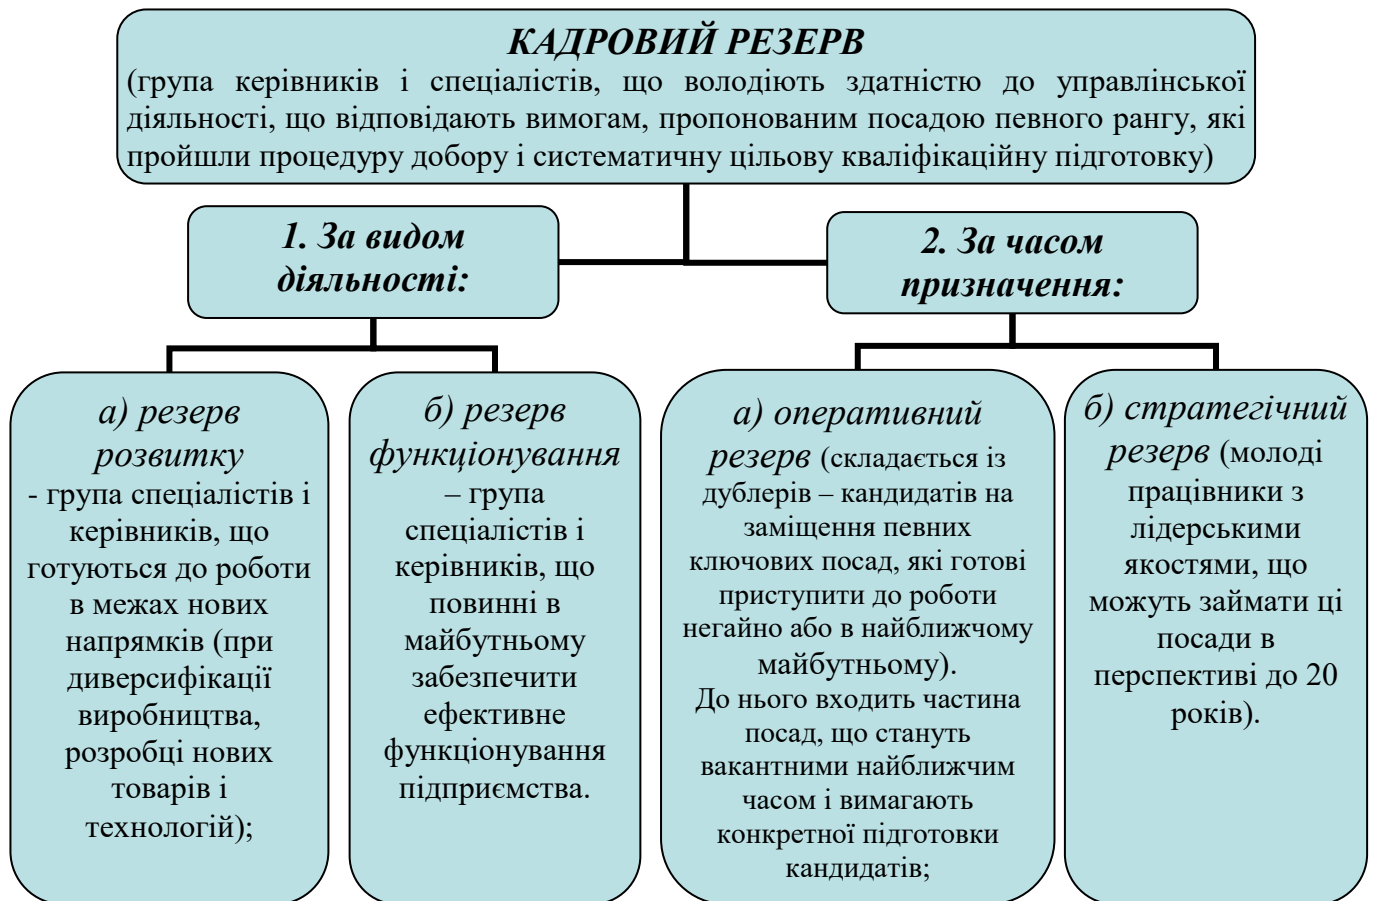 КАДРОВИЙ РЕЗЕРВ
(група керівників і спеціалістів, що володіють здатністю до управлінської
діяльності, що відповідають вимогам, пропонованим посадою певного рангу, які
пройшли процедуру добору і систематичну цільову кваліфікаційну підготовку)
1. За видом
діяльності:
2. За часом
призначення:
а) резерв
розвитку
- група спеціалістів і
керівників, що
готуються до роботи
в межах нових
напрямків (при
диверсифікації
виробництва,
розробці нових
товарів і
технологій);
б) резерв
функціонування
– група
спеціалістів і
керівників, що
повинні в
майбутньому
забезпечити
ефективне
функціонування
підприємства.
а) оперативний
резерв (складається із
дублерів – кандидатів на
заміщення певних
ключових посад, які готові
приступити до роботи
негайно або в найближчому
майбутньому).
До нього входить частина
посад, що стануть
вакантними найближчим
часом і вимагають
конкретної підготовки
кандидатів;
б) стратегічний
резерв (молоді
працівники з
лідерськими
якостями, що
можуть займати ці
посади в
перспективі до 20
років).